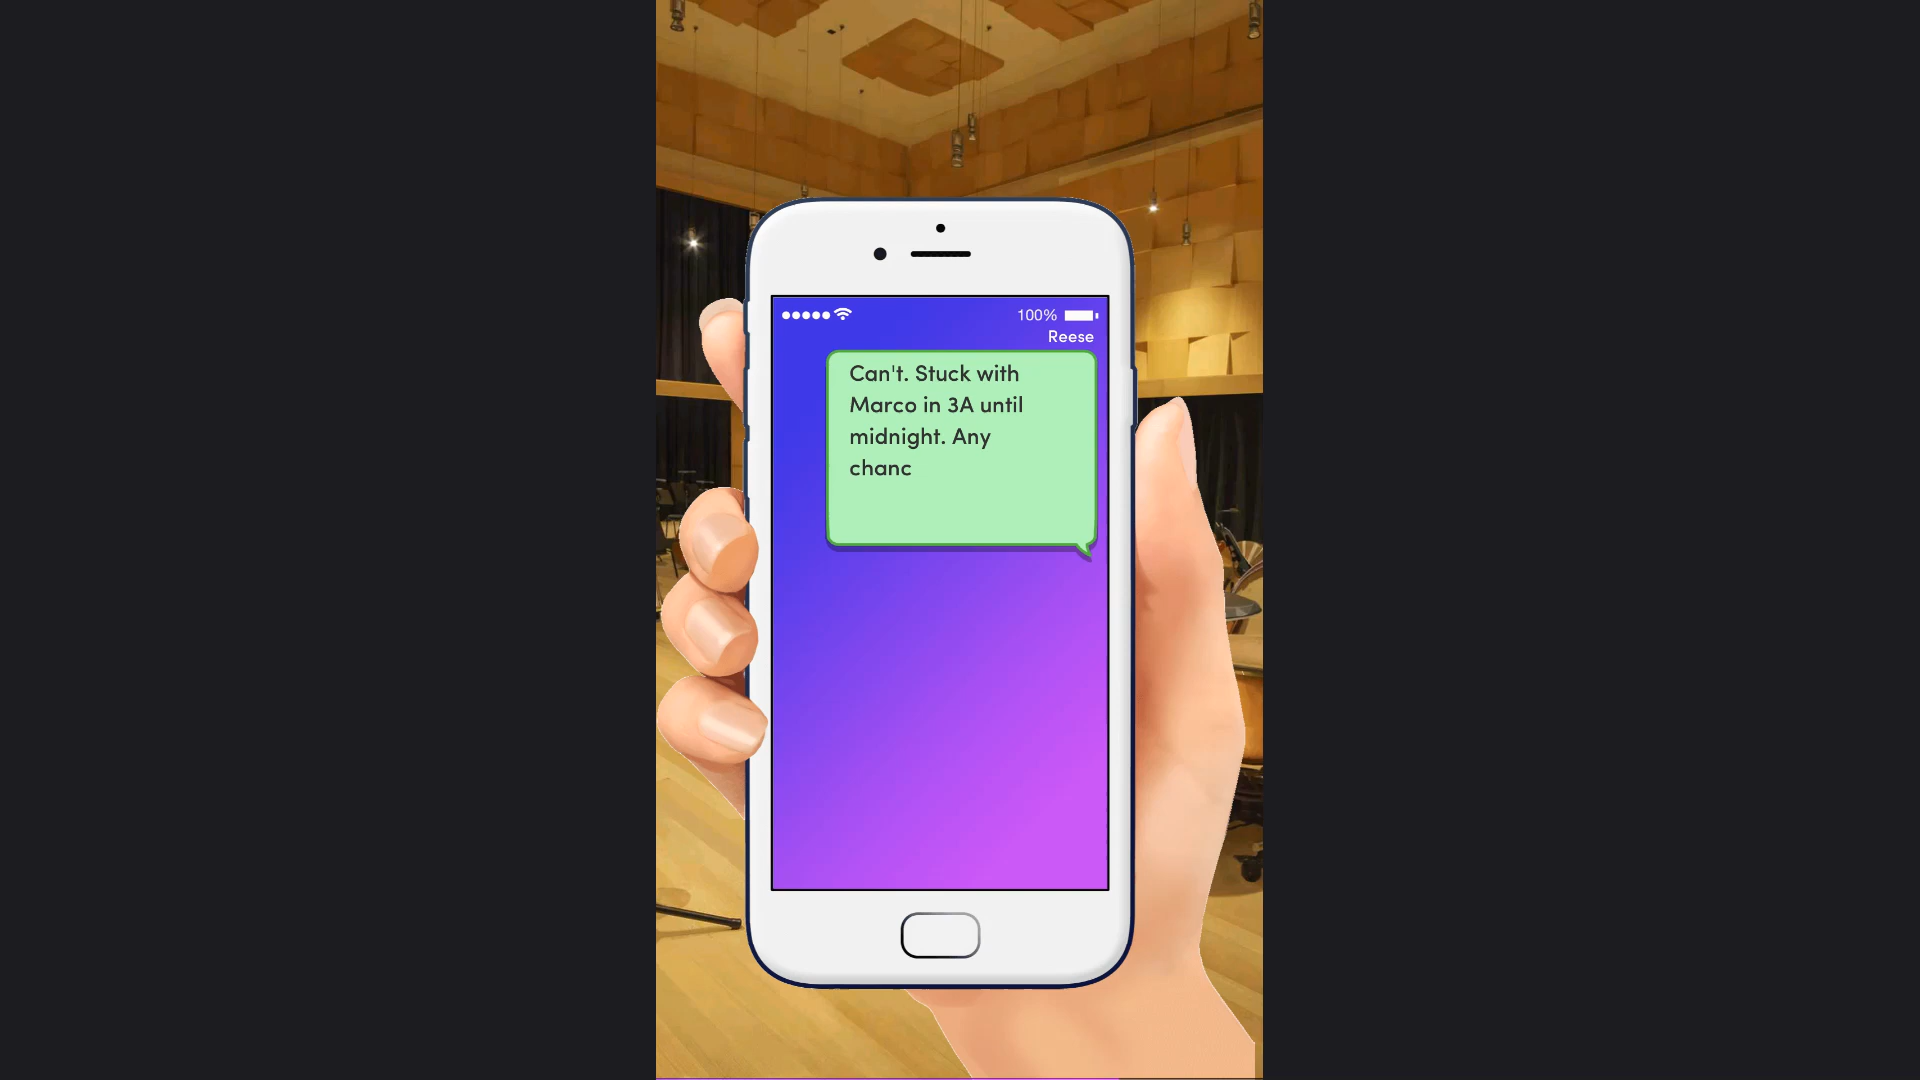 100%
Reese
Can't. Stuck with
Marco in 3A until
midnight. Any
chanc